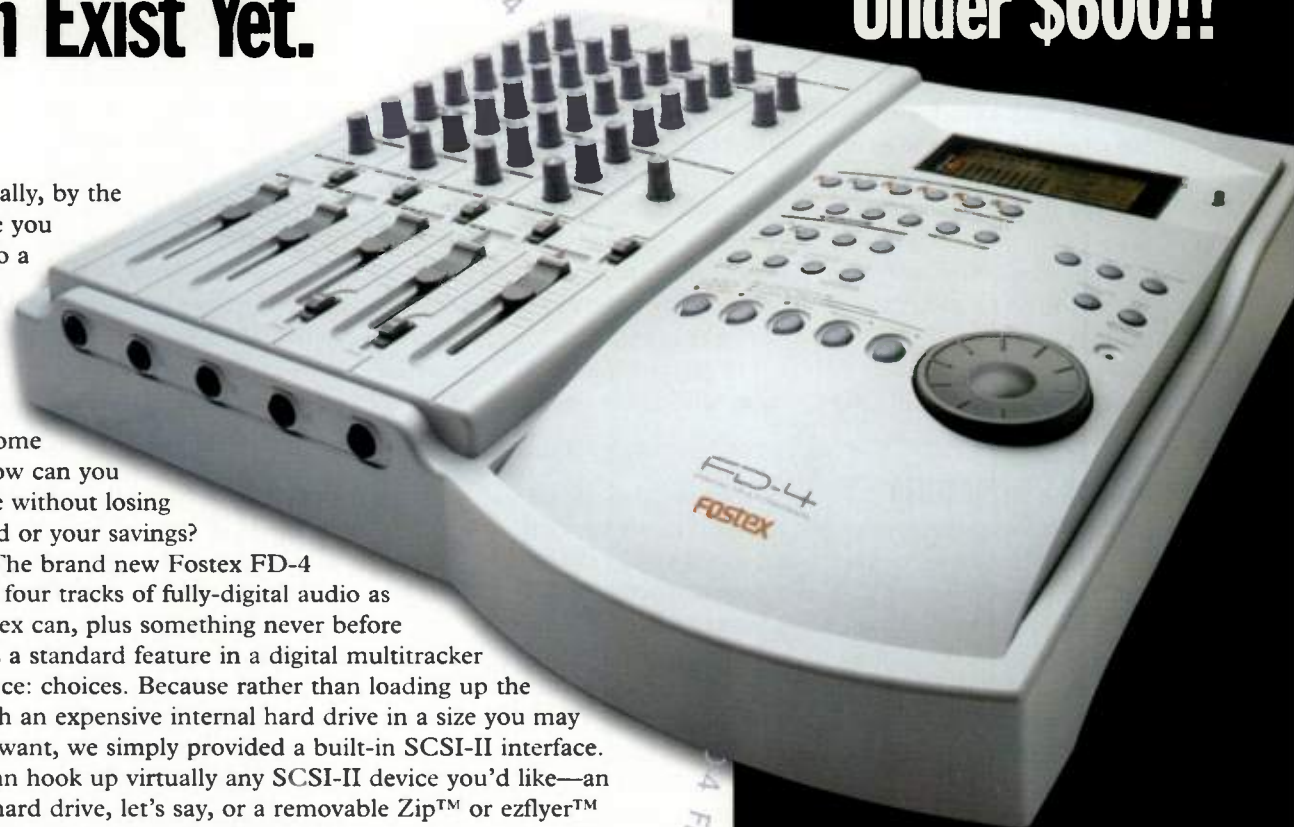 n Exist Yet.
Under $600!!
ally, by the
e you
o a
ome
ow can you
e without losing
d or your savings?
The brand new Fostex FD-4
four tracks of fully-digital audio as
ex can, plus something never before
a standard feature in a digital multitracker
ce: choices. Because rather than loading up the
h an expensive internal hard drive in a size you may
want, we simply provided a built-in SCSI-II interface.
an hook up virtually any SCSI-II device you'd like—an
hard drive, let's say, or a removable Zip™ or ezflyer™
FD-4
Fostex